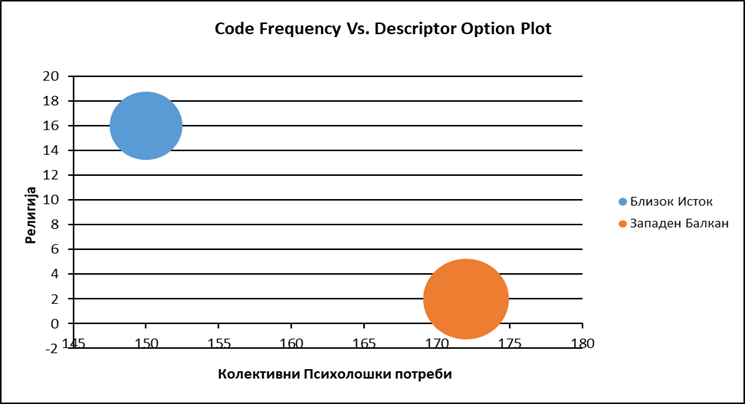 Code Frequency Vs. Descriptor Option Plot
20
18
16
14
12
10
8
6
4
2
0
-2
145 150 155 160 165 170 175 180
Религија
Колективни Психолошки потреби
Близок Исток
Западен Балкан